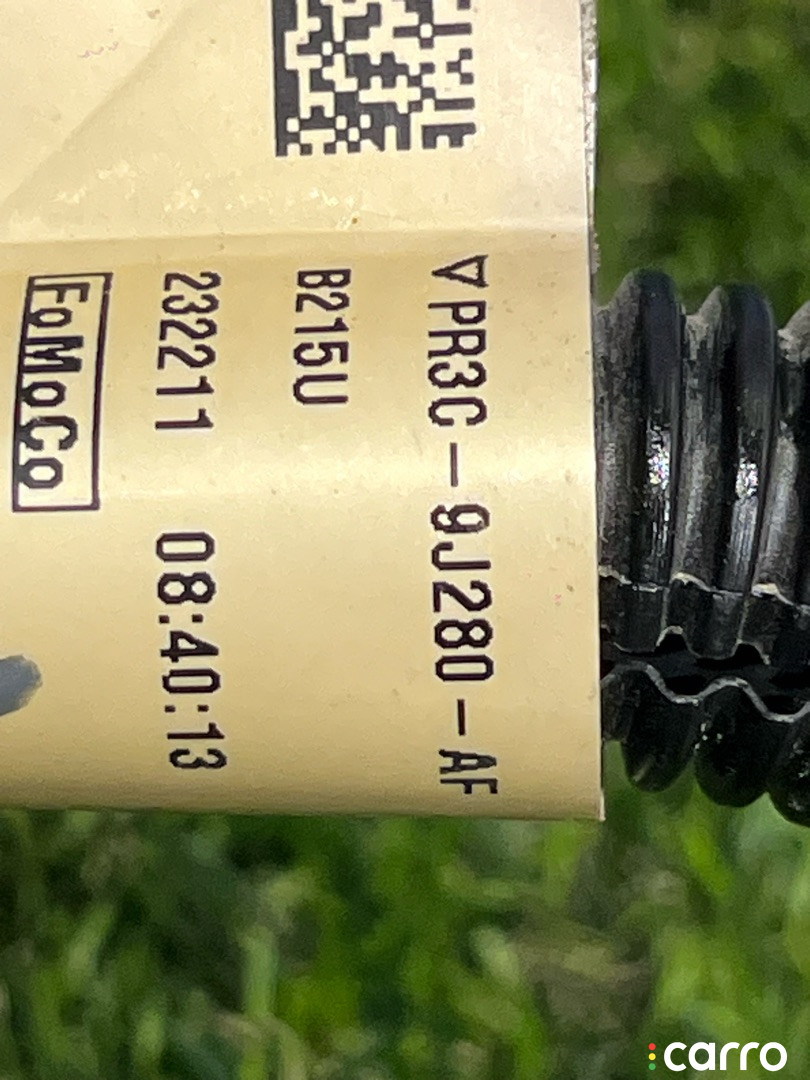 ▽PR3C-9J280-AF
B215U
232211 08:40:13
FoMoCo
carro